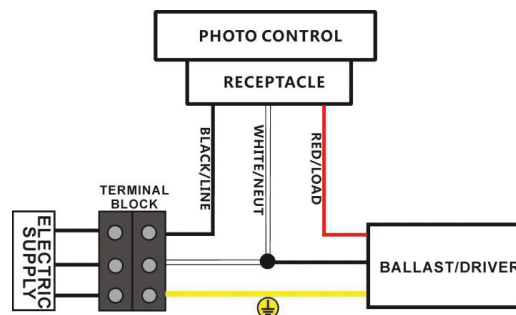 PHOTO CONTROL
RECEPTACLE
BLACK/LINE
WHITE/NEUT
RED/LOAD
TERMINAL
BLOCK
ELECTRIC
SUPPLY
BALLAST/DRIVER